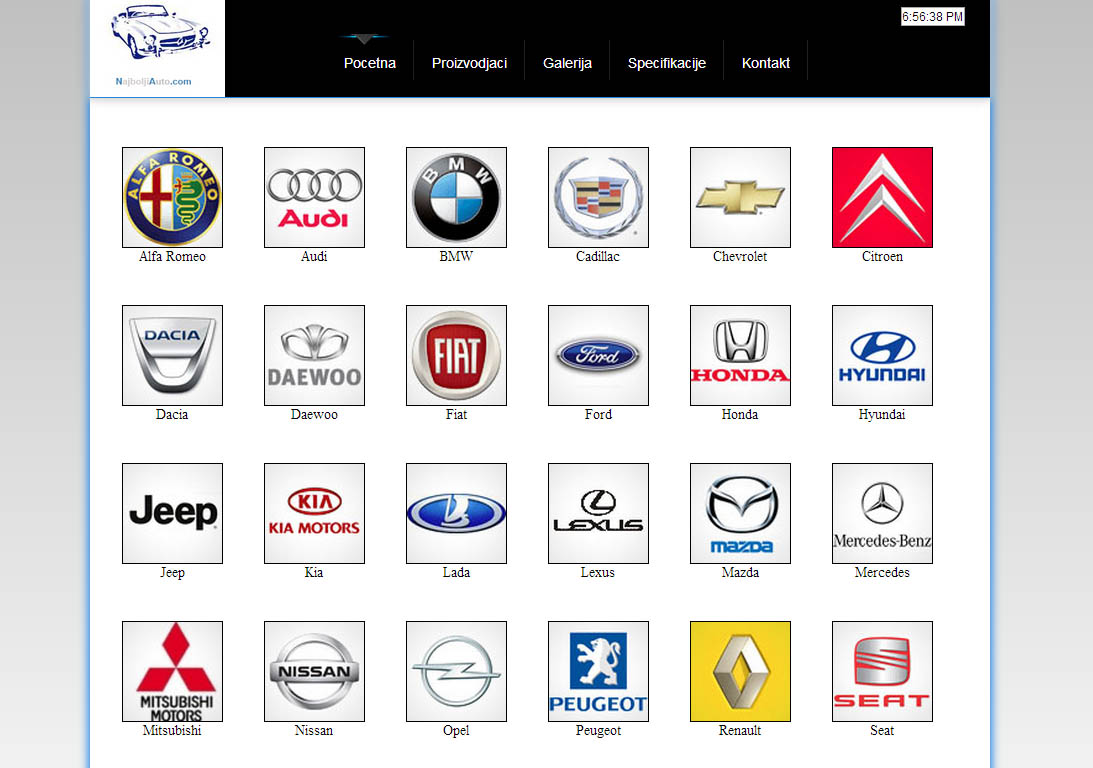 6:56:38 PM
NajboljiAuto.com
Pocetna Proizvodjaci Galerija Specifikacije Kontakt
ALFA ROMEO
Audi
BMW
Alfa Romeo Audi BMW Cadillac Chevrolet Citroen
DACIA
DAEWOO
FIAT
Ford
HONDA
HYUNDAI
Dacia Daewoo Fiat Ford Honda Hyundai
Jeep
KIA
KIA MOTORS
LEXUS
mazda
Mercedes-Benz
Jeep Kia Lada Lexus Mazda Mercedes
MITSUBISHI
MOTORS
NISSAN
PEUGEOT
SEAT
Mitsubishi Nissan Opel Peugeot Renault Seat